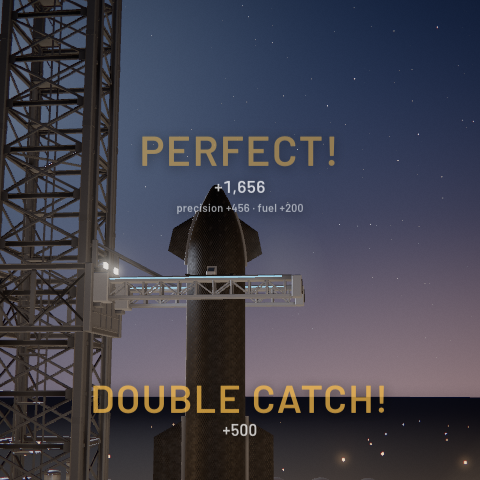 PERFECT!
+1,656
precision +456 · fuel +200
DOUBLE CATCH!
+500